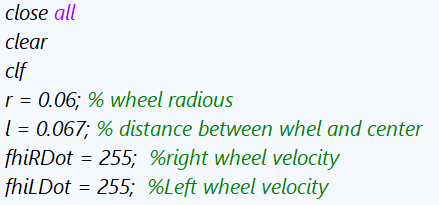 close all
clear
clf
r = 0.06; % wheel radious
l = 0.067; % distance between whel and center
fhiRDot = 255;  %right wheel velocity
fhiLDot = 255;  %Left wheel velocity